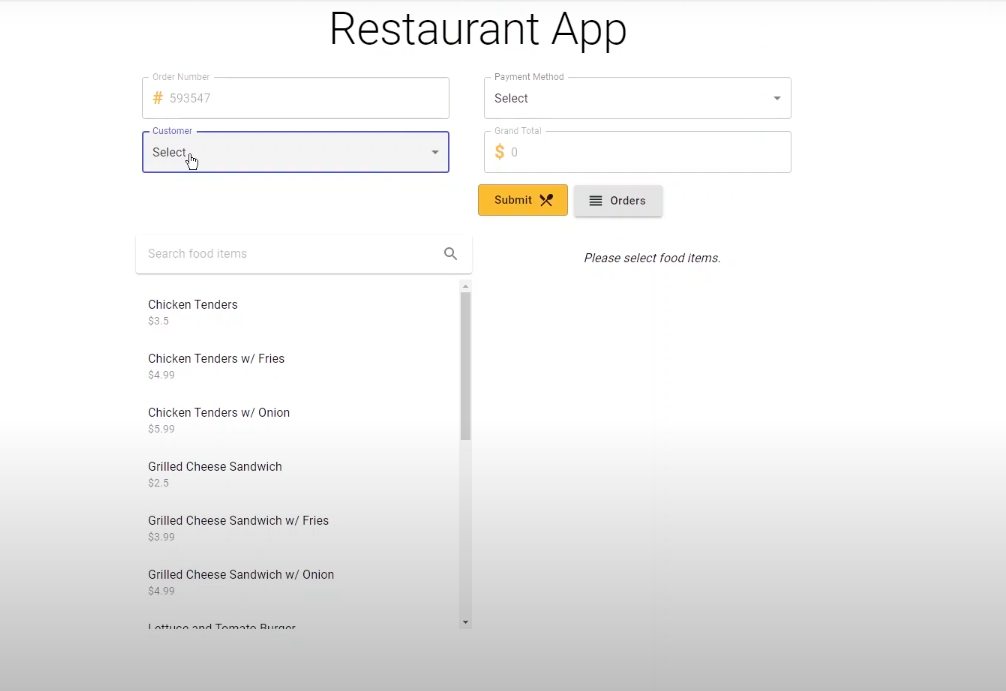 Restaurant App
Order Number
# 593547
Payment Method
Select
Customer
Select
Grand Total
$ 0
Submit
Orders
Search food items
Please select food items.
Chicken Tenders
$3.5
Chicken Tenders w/ Fries
$4.99
Chicken Tenders w/ Onion
$5.99
Grilled Cheese Sandwich
$2.5
Grilled Cheese Sandwich w/ Fries
$3.99
Grilled Cheese Sandwich w/ Onion
$4.99
Lettuce and Tomato Burger